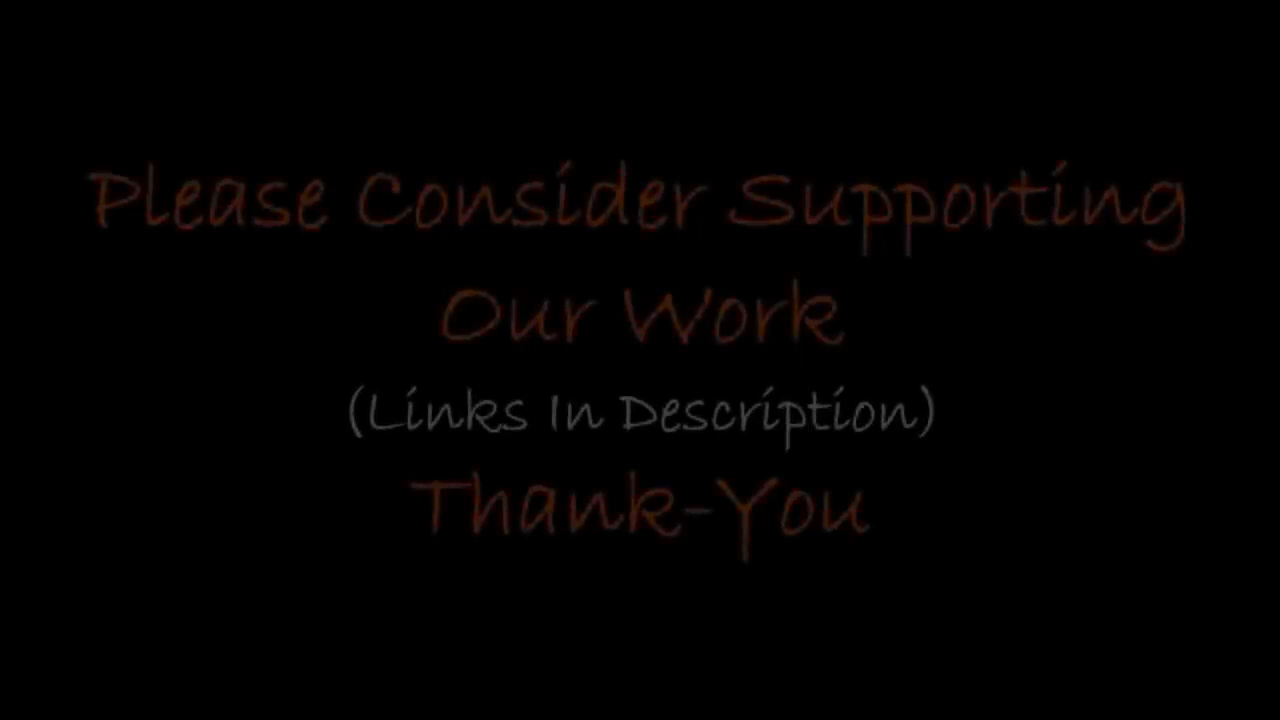 Please Consider Supporting
Our Work
(Links In Description)
Thank-You